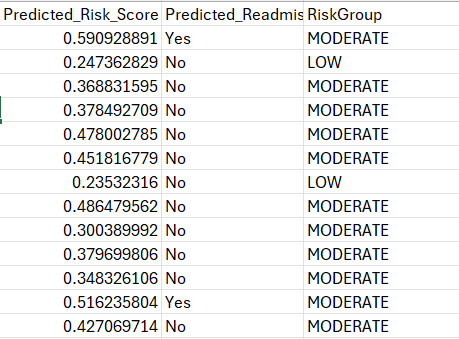 Predicted_Risk_Score Predicted_Readmis RiskGroup
0.590928891 Yes MODERATE
0.247362829 No LOW
0.368831595 No MODERATE
0.378492709 No MODERATE
0.478002785 No MODERATE
0.451816779 No MODERATE
0.23532316 No LOW
0.486479562 No MODERATE
0.300389992 No MODERATE
0.379699806 No MODERATE
0.348326106 No MODERATE
0.516235804 Yes MODERATE
0.427069714 No MODERATE